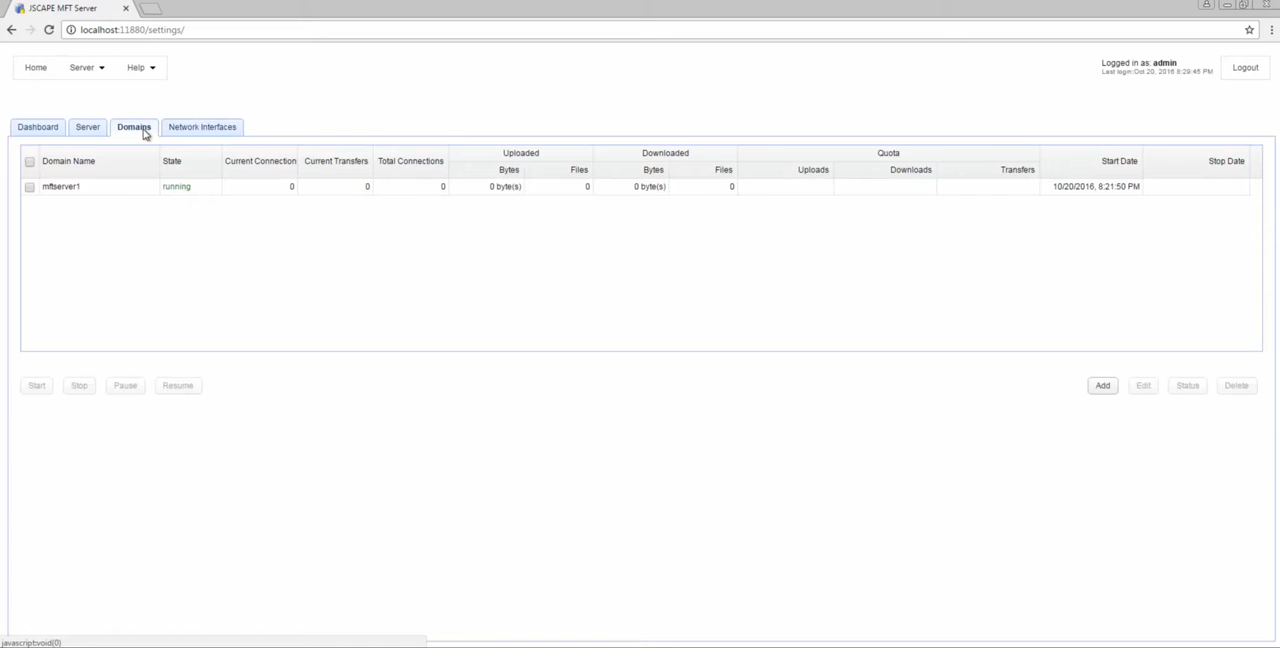 JSCAPE MFT Server
localhost:11880/settings/
Home Server Help
Logged in as: admin
Last login:Oct 20, 2016 8:29:45 PM
Logout
Dashboard Server Domains Network Interfaces
Domain Name State Current Connection Current Transfers Total Connections Uploaded Downloaded Quota Start Date Stop Date
Bytes Files Bytes Files Uploads Downloads Transfers
mftserver1 running 0 0 0 0 byte(s) 0 0 byte(s) 0 10/20/2016, 8:21:50 PM
Start Stop Pause Resume Add Edit Status Delete
javascript:void(0)